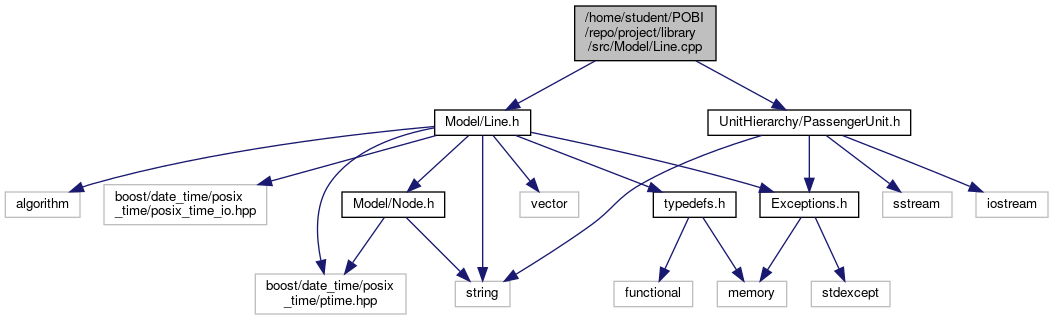 /home/student/POBI
/repo/project/library
/src/Model/Line.cpp
Model/Line.h
UnitHierarchy/PassengerUnit.h
algorithm
boost/date_time/posix
_time/posix_time_io.hpp
Model/Node.h
vector
typedefs.h
Exceptions.h
sstream
iostream
boost/date_time/posix
_time/ptime.hpp
string
functional
memory
stdexcept